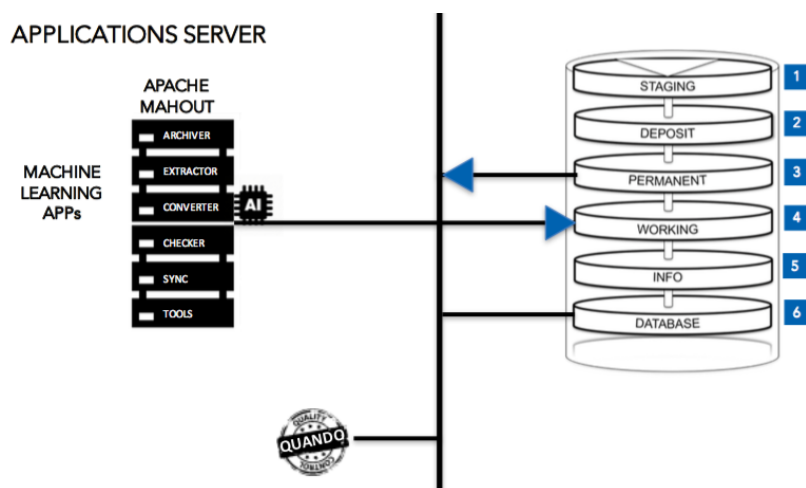 APPLICATIONS SERVER
APACHE
MAHOUT
MACHINE
LEARNING
APPs
ARCHIVER
EXTRACTOR
CONVERTER
CHECKER
SYNC
TOOLS
AI
STAGING
DEPOSIT
PERMANENT
WORKING
INFO
DATABASE
1
2
3
4
5
6
QUALITY
QUANDO
CONTROL